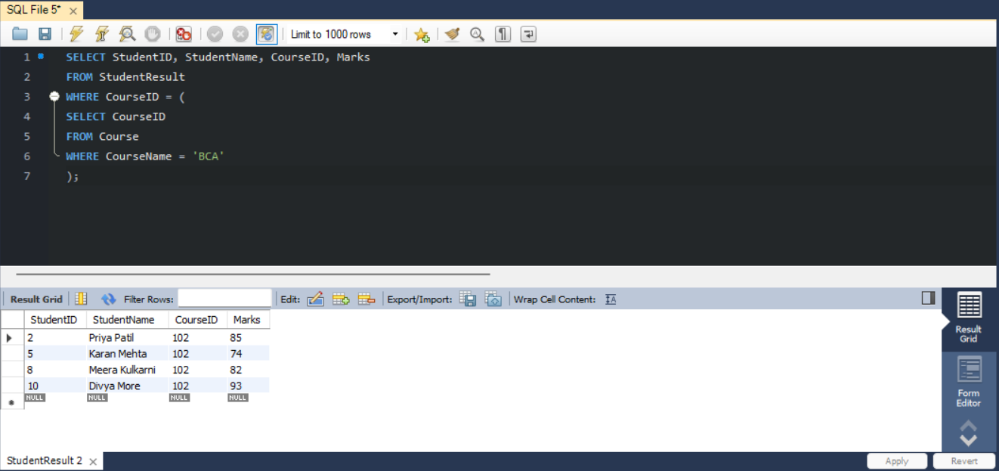 SQL File 5*
Limit to 1000 rows
1 SELECT StudentID, StudentName, CourseID, Marks
2 FROM StudentResult
3 WHERE CourseID = (
4 SELECT CourseID
5 FROM Course
6 WHERE CourseName = 'BCA'
7 );
Result Grid Filter Rows: Edit: Export/Import: Wrap Cell Content:
StudentID StudentName CourseID Marks
2 Priya Patil 102 85
5 Karan Mehta 102 74
8 Meera Kulkarni 102 82
10 Divya More 102 93
NULL NULL NULL NULL
Result
Grid
Form
Editor
StudentResult 2
Apply Revert